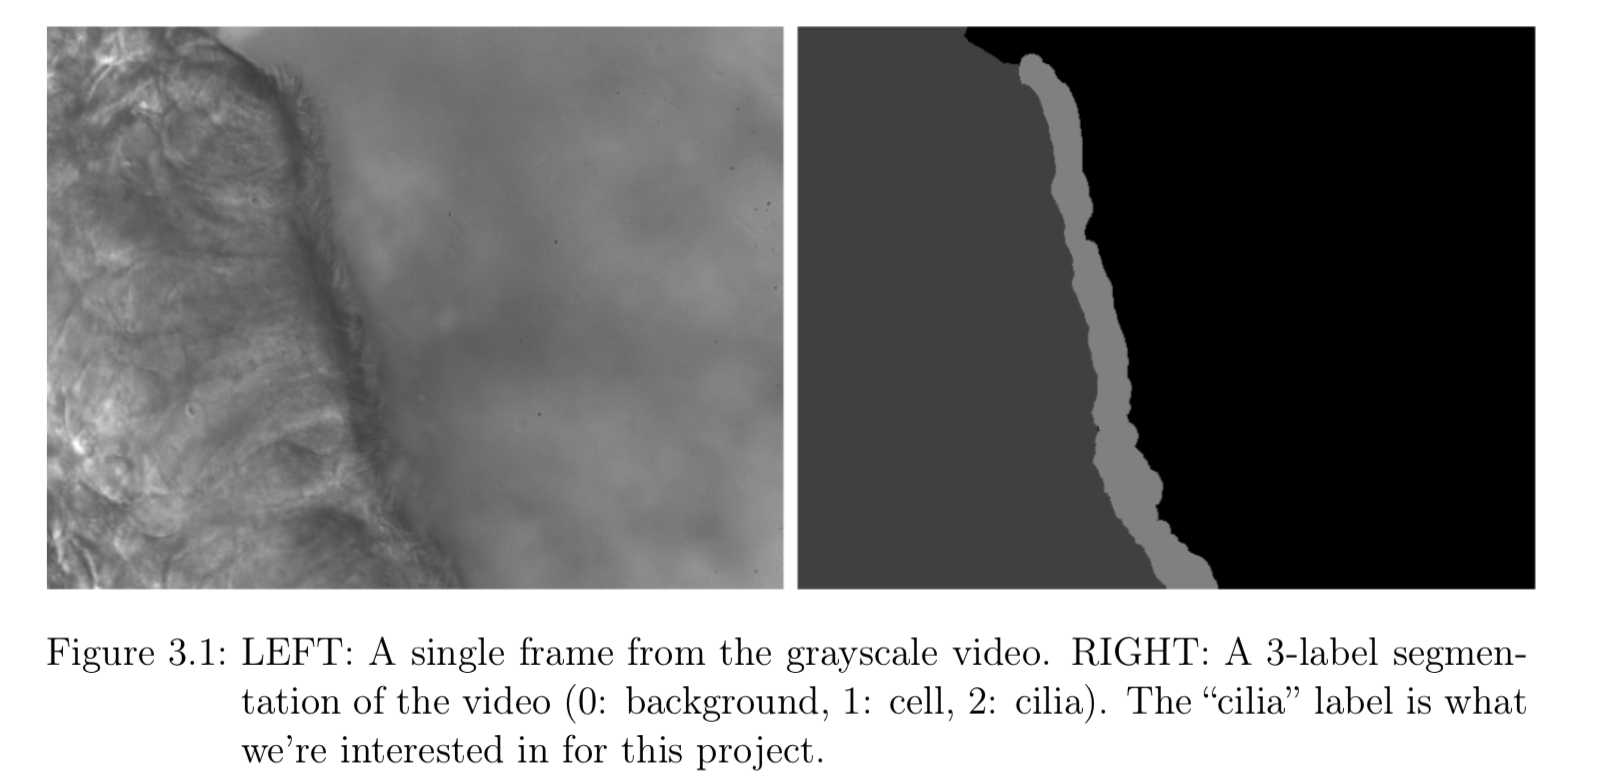 Figure 3.1: LEFT: A single frame from the grayscale video. RIGHT: A 3-label segmen-
tation of the video (0: background, 1: cell, 2: cilia). The “cilia” label is what
we’re interested in for this project.